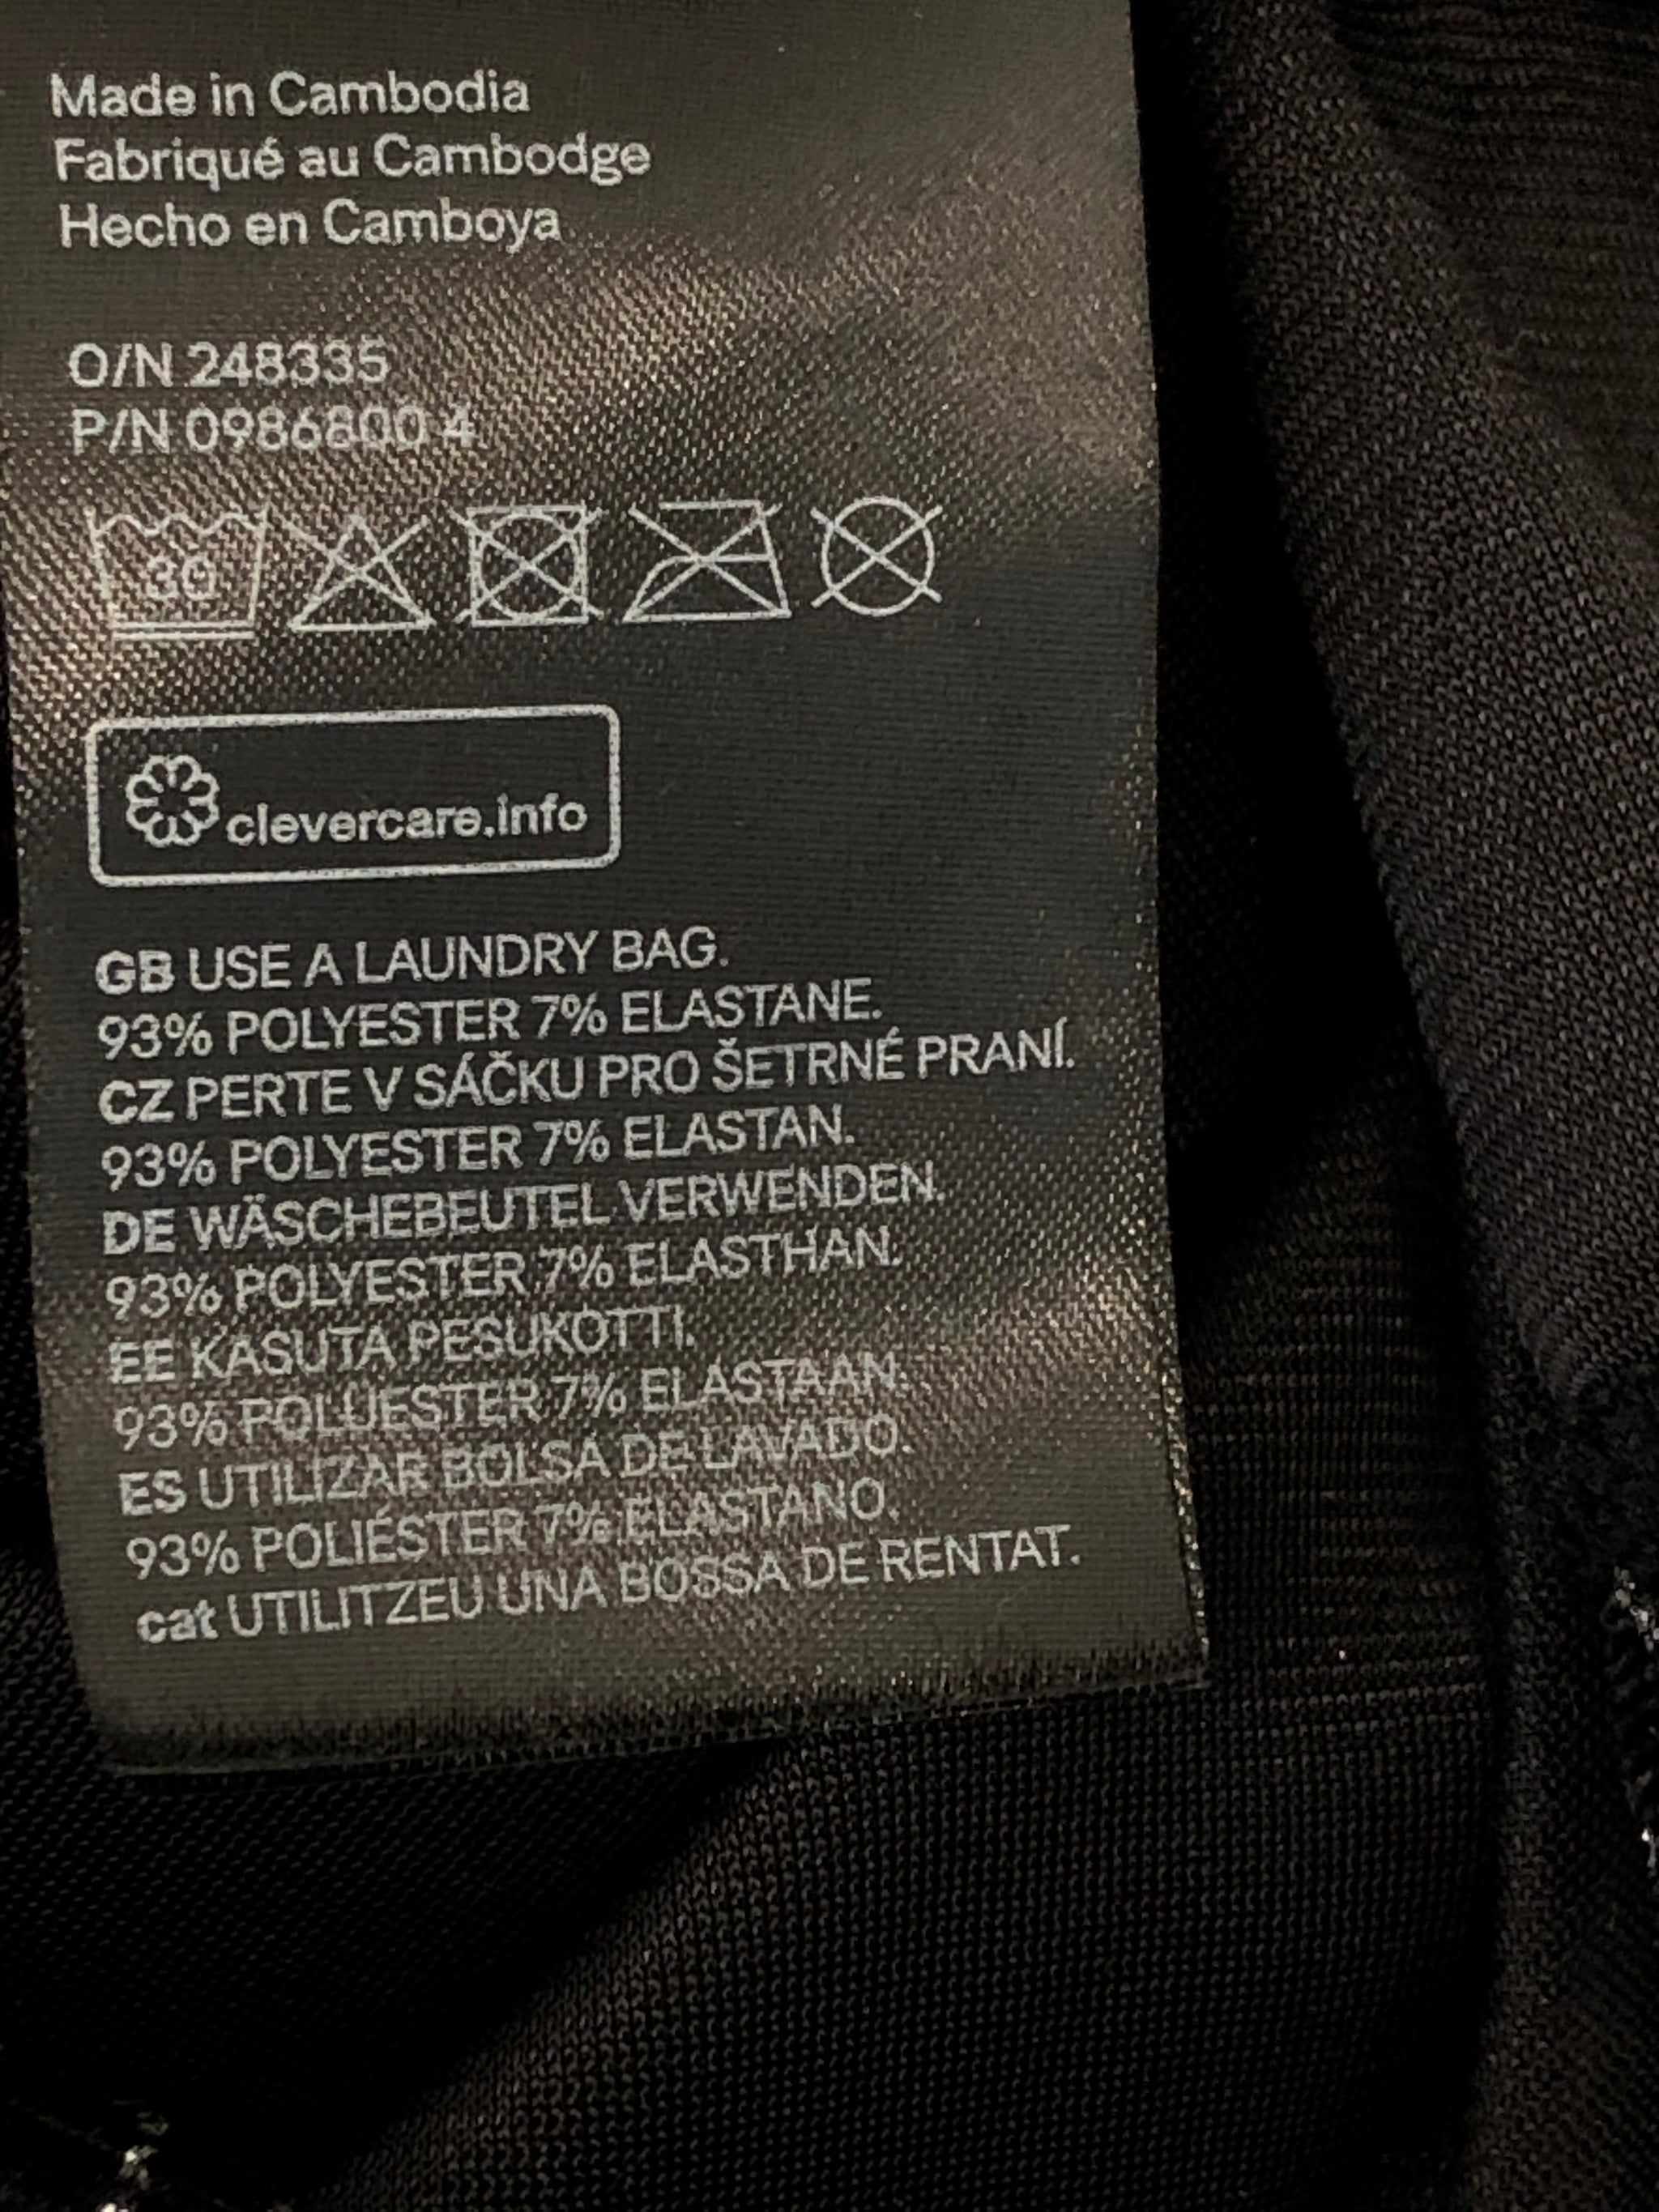 Made in Cambodia
Fabriqué au Cambodge
Hecho en Camboya
O/N 248335
P/N 0986800 4
30
clevercare.info
GB USE A LAUNDRY BAG.
93% POLYESTER 7% ELASTANE.
CZ PERTE V SÁČKU PRO ŠETRNÉ PRANÍ.
93% POLYESTER 7% ELASTAN.
DE WÄSCHEBEUTEL VERWENDEN.
93% POLYESTER 7% ELASTHAN.
EE KASUTA PESUKOTTI.
93% POLÜESTER 7% ELASTAAN.
ES UTILIZAR BOLSA DE LAVADO.
93% POLIÉSTER 7% ELASTANO.
cat UTILITZEU UNA BOSSA DE RENTAT.